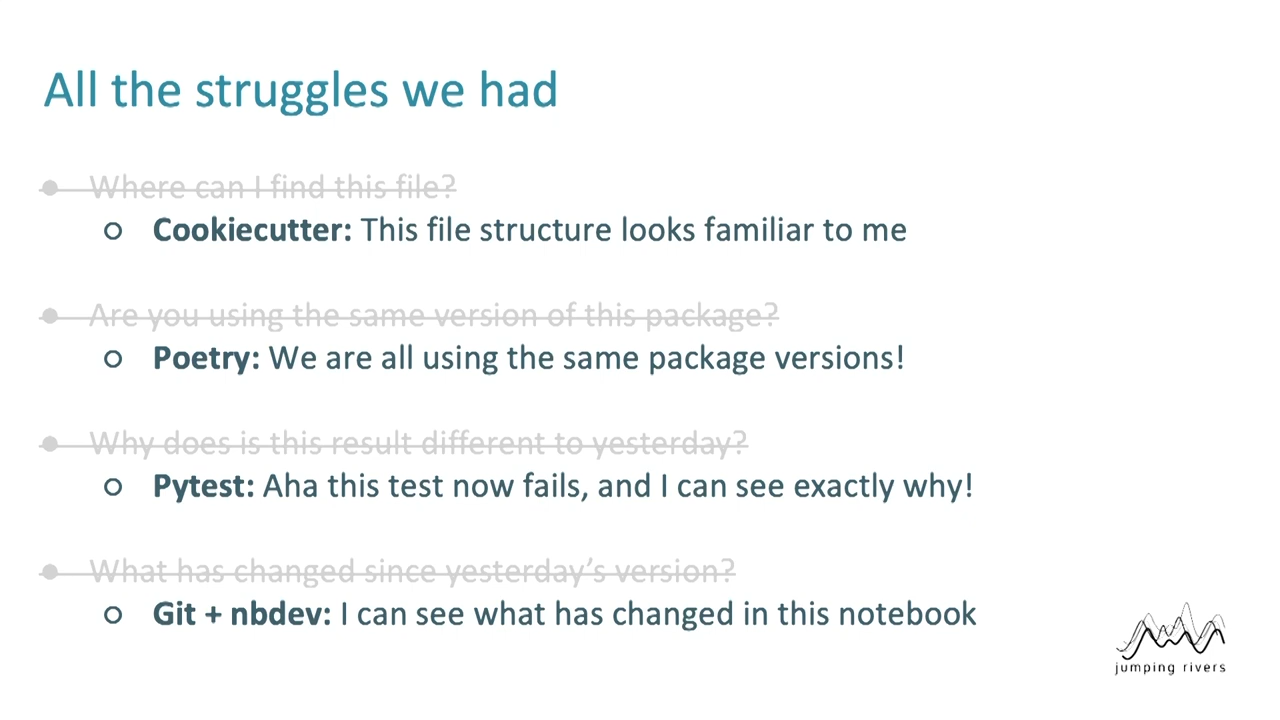 All the struggles we had
Where can I find this file?
Cookiecutter: This file structure looks familiar to me
Are you using the same version of this package?
Poetry: We are all using the same package versions!
Why does is this result different to yesterday?
Pytest: Aha this test now fails, and I can see exactly why!
What has changed since yesterday's version?
Git + nbdev: I can see what has changed in this notebook
jumping rivers